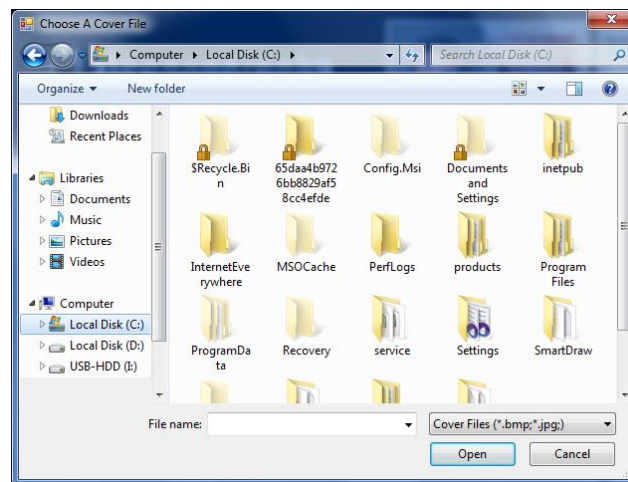 Choose A Cover File
Computer
Local Disk (C:)
Search Local Disk (C:)
Organize
New folder
Downloads
Recent Places
Libraries
Documents
Music
Pictures
Videos
Computer
Local Disk (C:)
Local Disk (D:)
USB-HDD (I:)
$Recycle.Bi
n
65daa4b972
6bb8829af5
8cc4efde
Config.Msi
Documents
and
Settings
inetpub
InternetEve
rywhere
MSOCache
PerfLogs
products
Program
Files
ProgramDa
ta
Recovery
service
Settings
SmartDraw
File name:
Cover Files (*.bmp;*.jpg;)
Open
Cancel